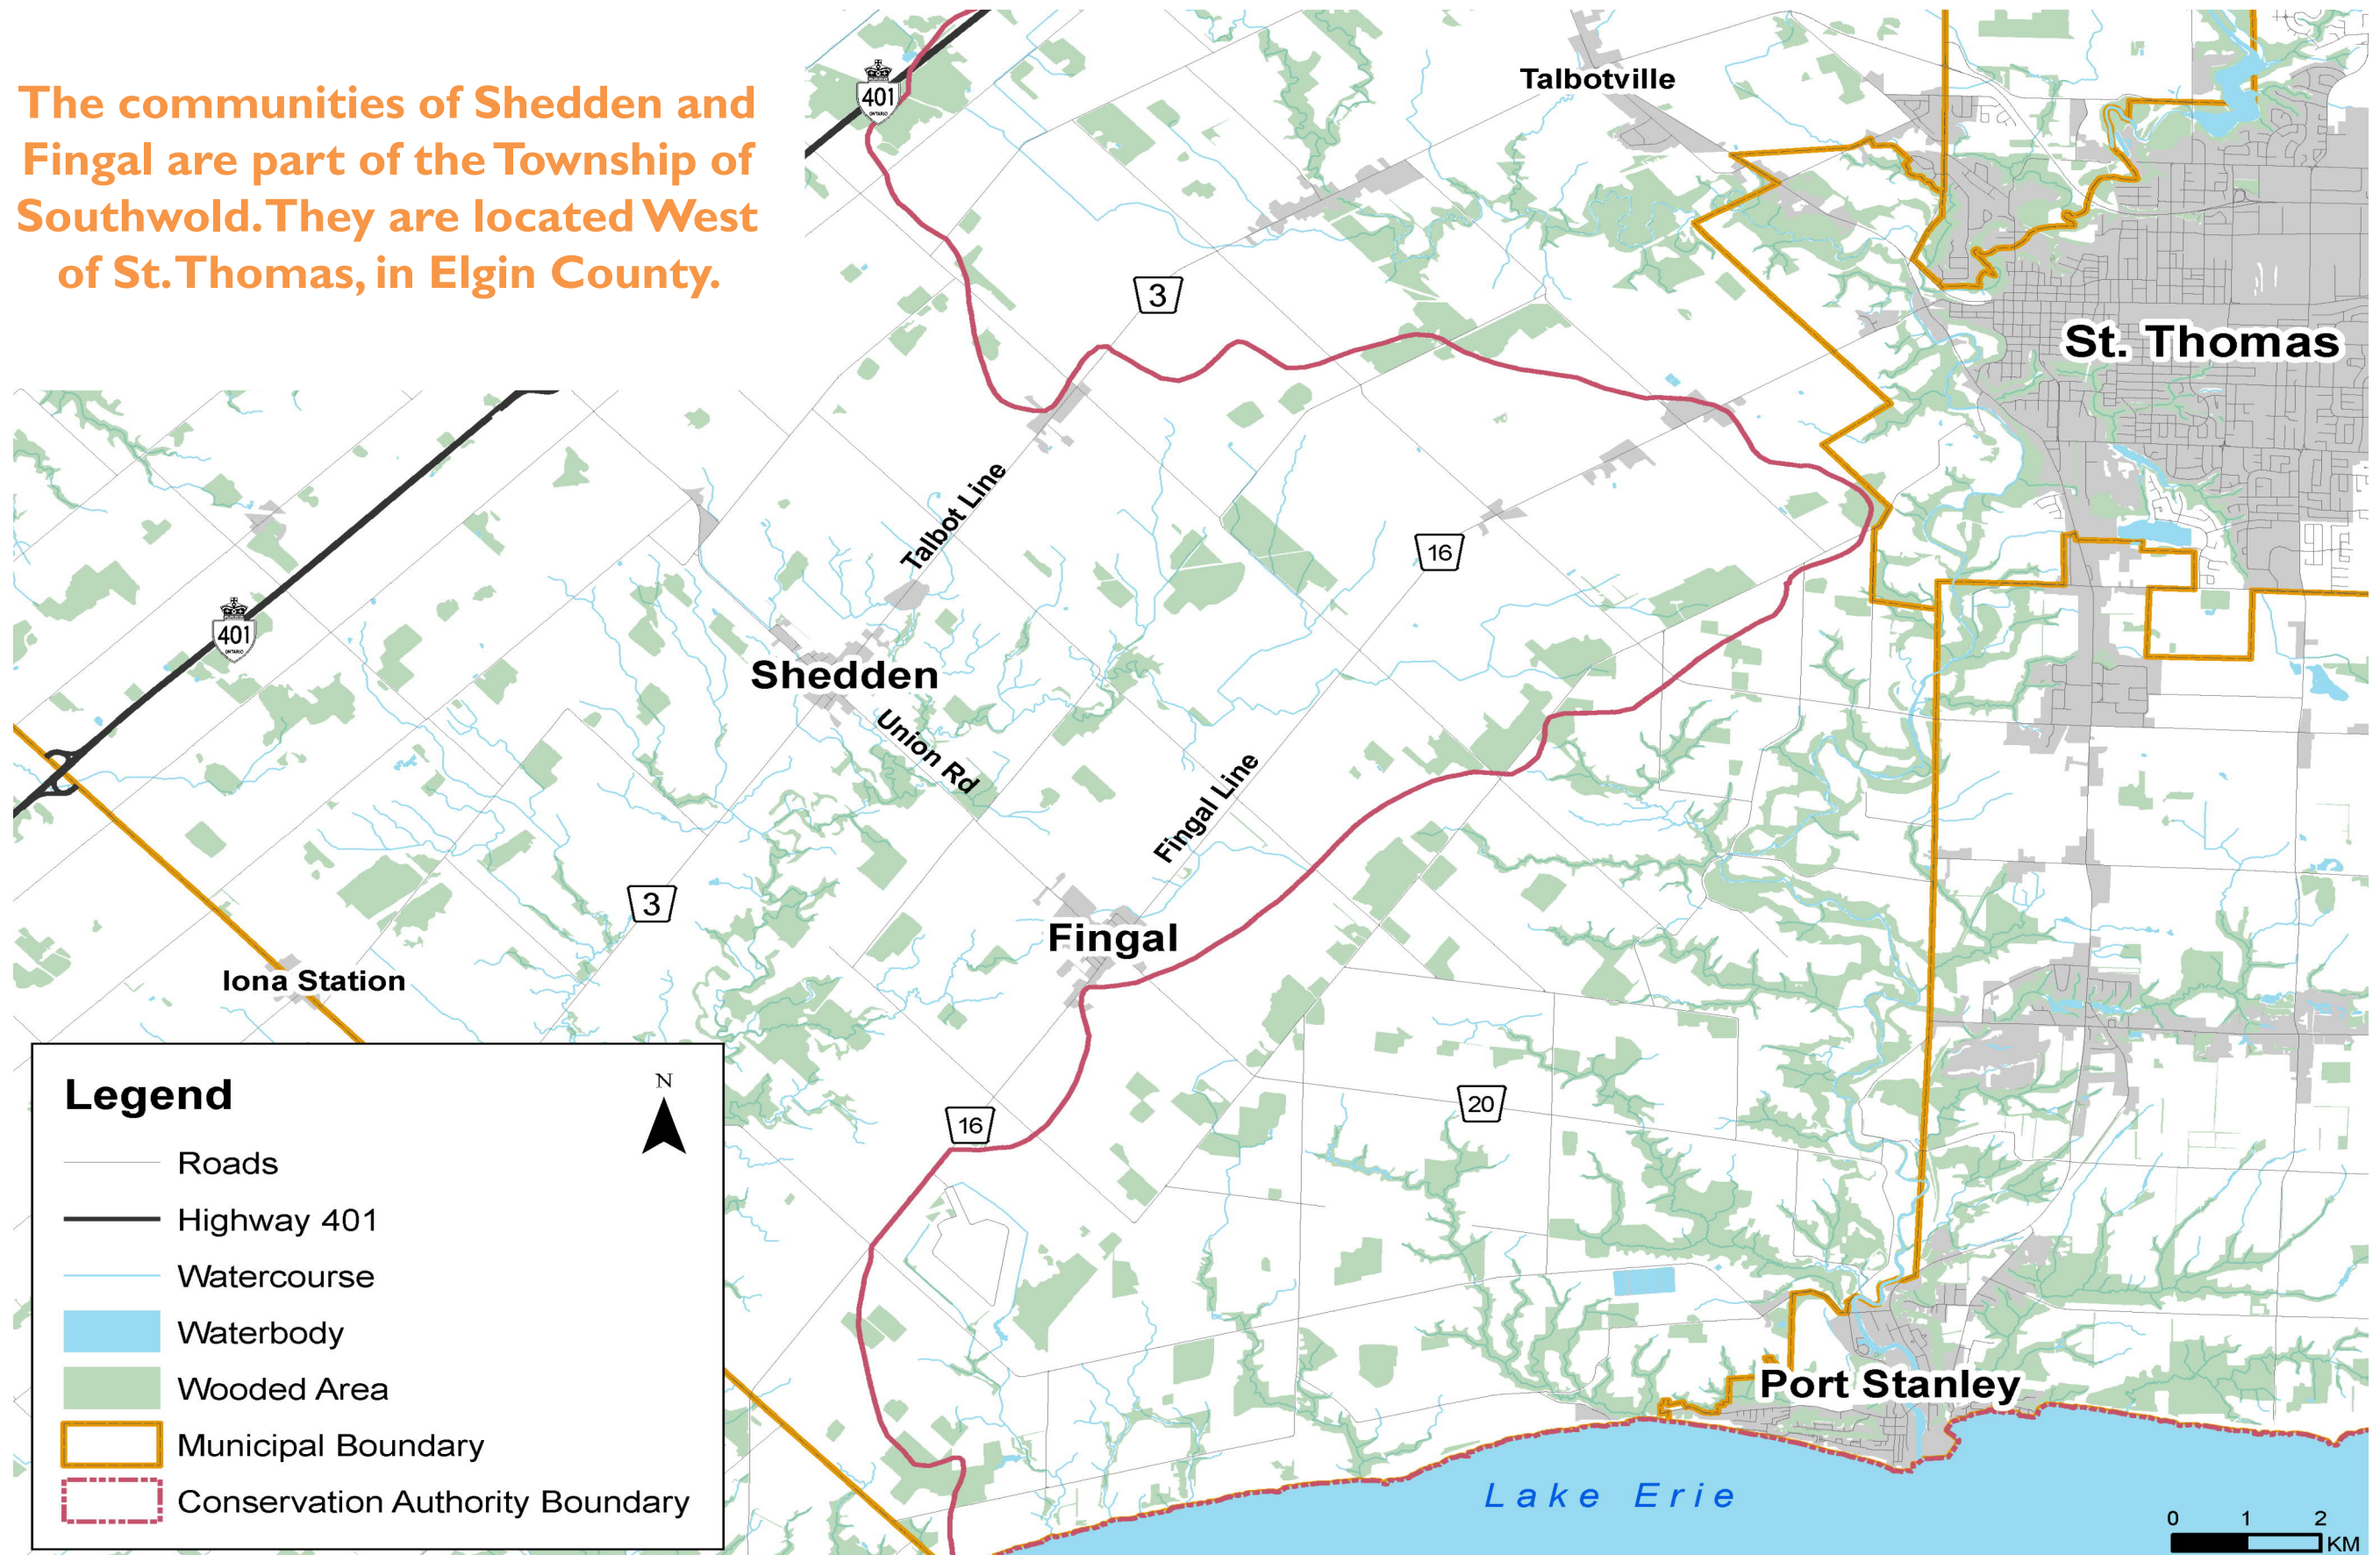 The communities of Shedden and
Fingal are part of the Township of
Southwold. They are located West
of St. Thomas, in Elgin County.
401
ONTARIO
Talbotville
3
St. Thomas
Talbot Line
16
401
ONTARIO
Shedden
Union Rd
Fingal Line
3
Fingal
Iona Station
16
20
Port Stanley
Lake Erie
Legend
N
Roads
Highway 401
Watercourse
Waterbody
Wooded Area
Municipal Boundary
Conservation Authority Boundary
0 1 2
KM